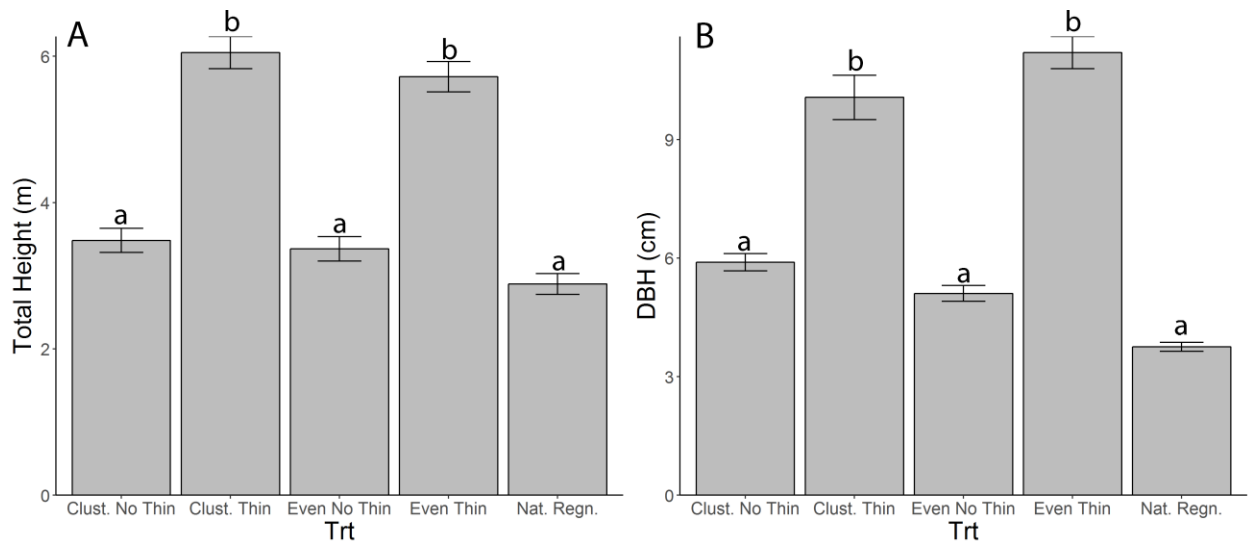 A
b
b
6
Total Height (m)
4
a
a
a
2
0
Clust. No Thin Clust. Thin Even No Thin Even Thin Nat. Regn.
Trt
B
b
b
9
DBH (cm)
6
a
a
a
3
0
Clust. No Thin Clust. Thin Even No Thin Even Thin Nat. Regn.
Trt